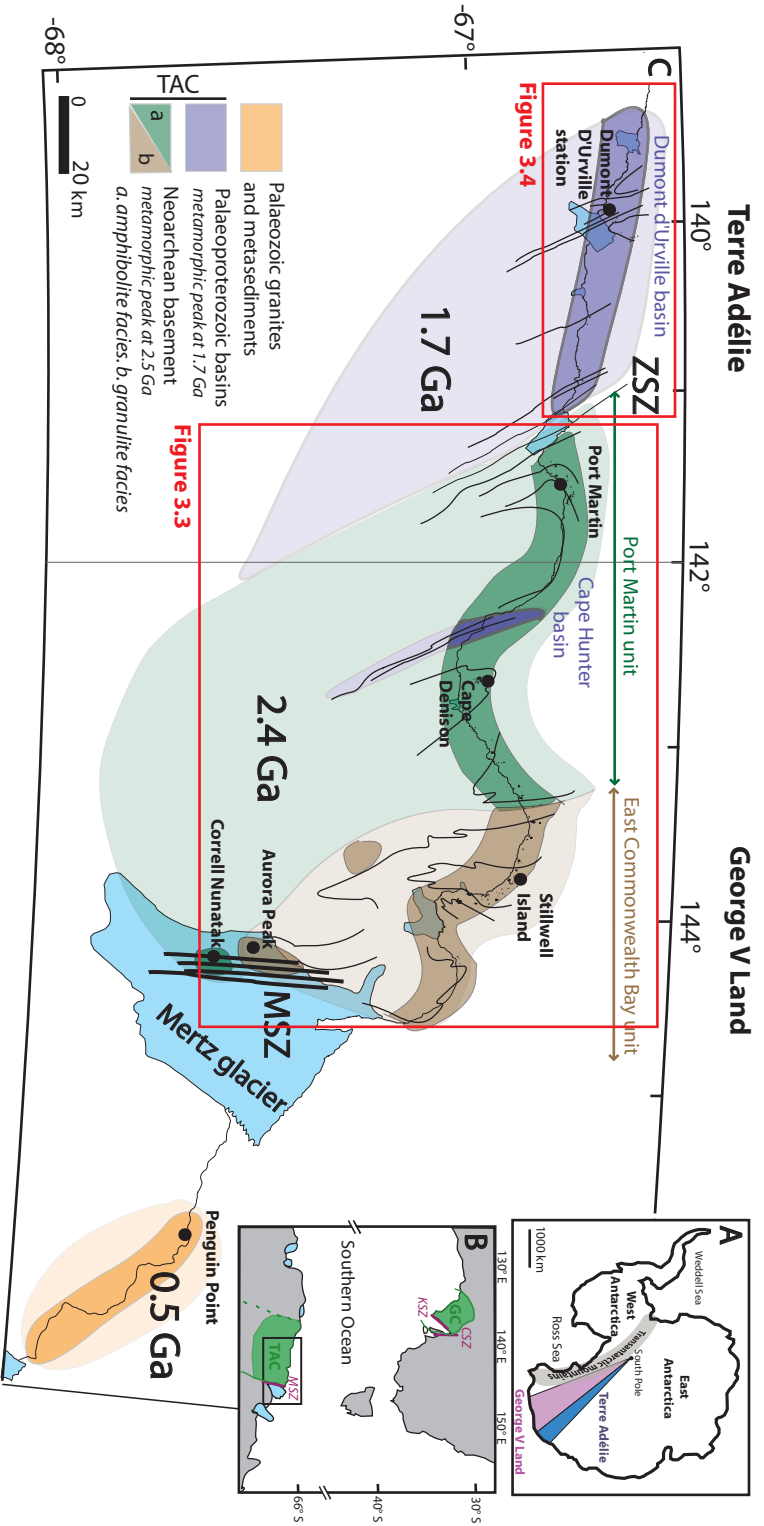 Terre Adélie
George V Land
140°
142°
144°
-67°
-68°
C
Dumont d'Urville basin
ZSZ
Port Martin unit
East Commonwealth Bay unit
Dumont
D'Urville
station
Figure 3.4
Port Martin
Cape Hunter
basin
Cape
Denison
Stillwell
Island
1.7 Ga
2.4 Ga
Aurora Peak
Correll Nunatak
MSZ
Mertz glacier
Figure 3.3
Penguin Point
0.5 Ga
TAC
Palaeozoic granites
and metasediments
Palaeoproterozoic basins
metamorphic peak at 1.7 Ga
a
b
Neoarchean basement
metamorphic peak at 2.5 Ga
a. amphibolite facies. b. granulite facies
0
20 km
A
Weddell Sea
West
Antarctica
East
Antarctica
South Pole
Transantarctic mountains
Ross Sea
Terre Adélie
George V Land
1000 km
B
130° E
140° E
150° E
30° S
40° S
66° S
GC
CSZ
KSZ
Southern Ocean
TAC
MSZ